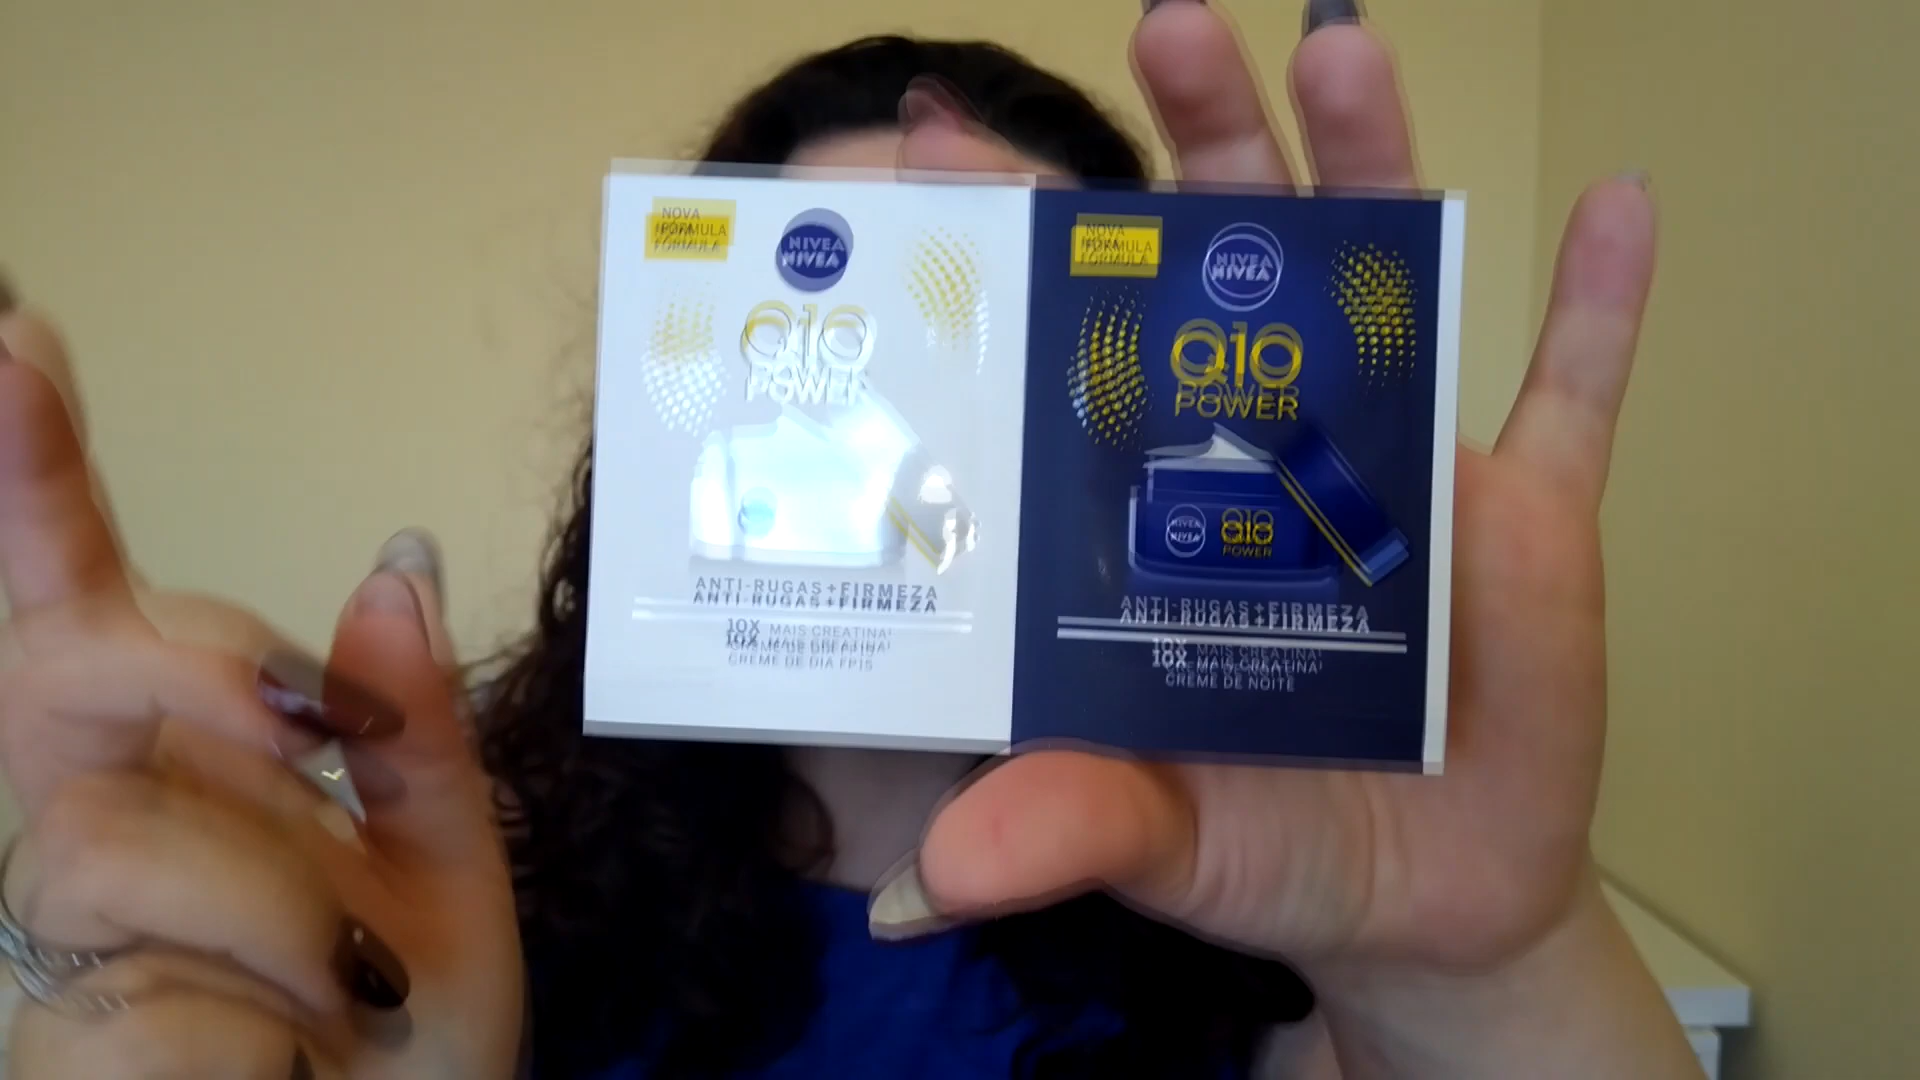 NOVA
FÓRMULA
NIVEA
Q10
POWER
ANTI-RUGAS+FIRMEZA
10X MAIS CREATINA¹
CREME DE DIA FP15
NOVA
FÓRMULA
NIVEA
Q10
POWER
NIVEA
Q10
POWER
ANTI-RUGAS+FIRMEZA
10X MAIS CREATINA¹
CREME DE NOITE